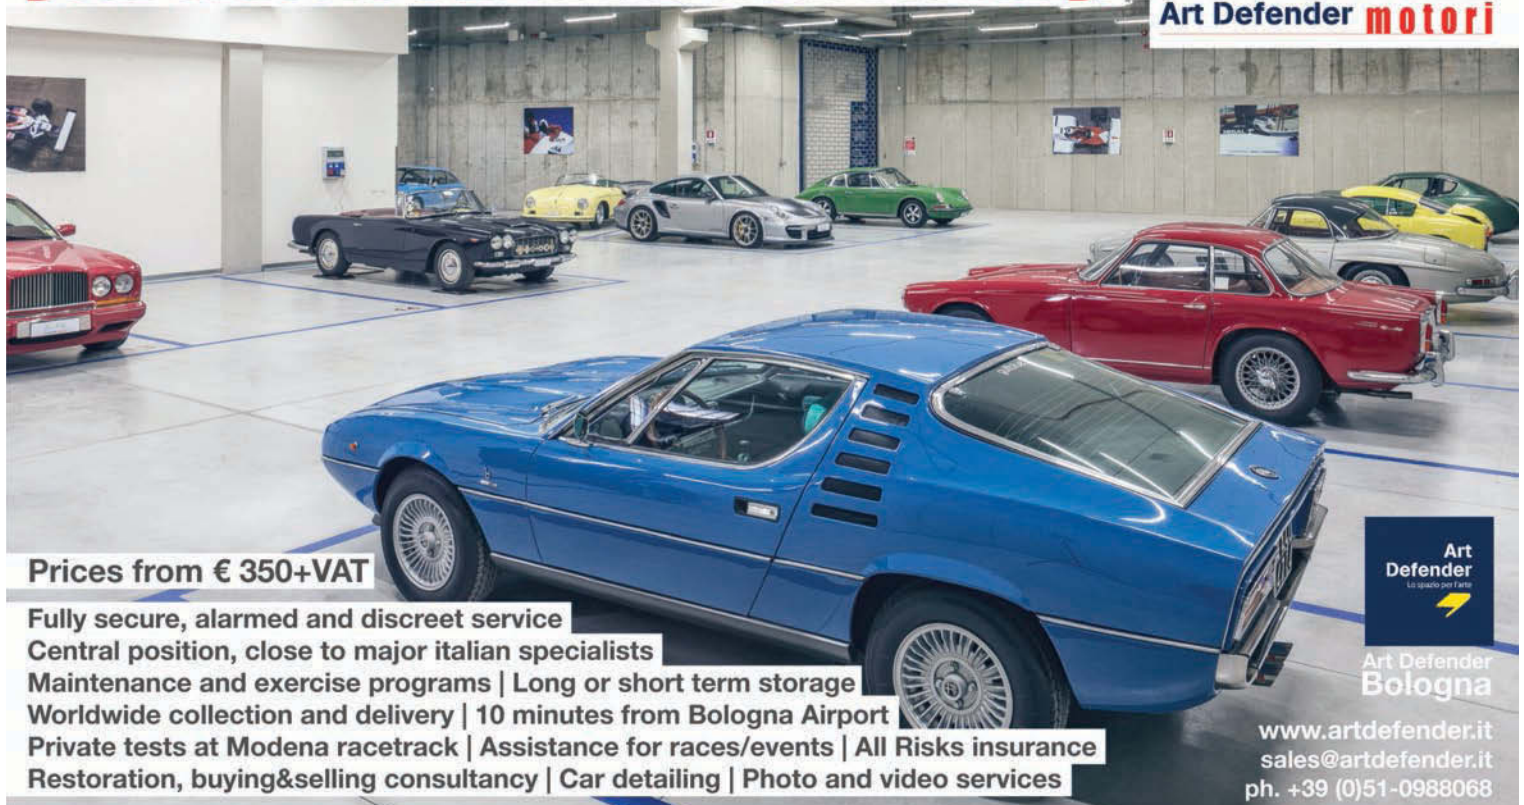 Art Defender motori
Prices from € 350+VAT
Fully secure, alarmed and discreet service
Central position, close to major italian specialists
Maintenance and exercise programs | Long or short term storage
Worldwide collection and delivery | 10 minutes from Bologna Airport
Private tests at Modena racetrack | Assistance for races/events | All Risks insurance
Restoration, buying&selling consultancy | Car detailing | Photo and video services
Art
Defender
Lo spazio per l'arte
Art Defender
Bologna
www.artdefender.it
sales@artdefender.it
ph. +39 (0)51-0988068